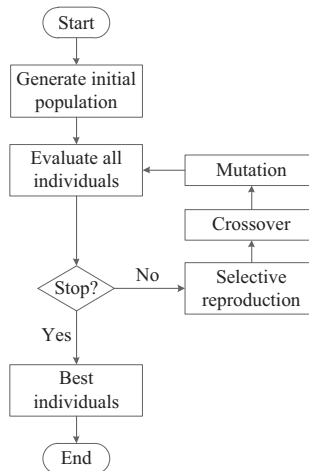 Start
Generate initial
population
Evaluate all
individuals
Mutation
Crossover
Selective
reproduction
Stop?
No
Yes
Best
individuals
End